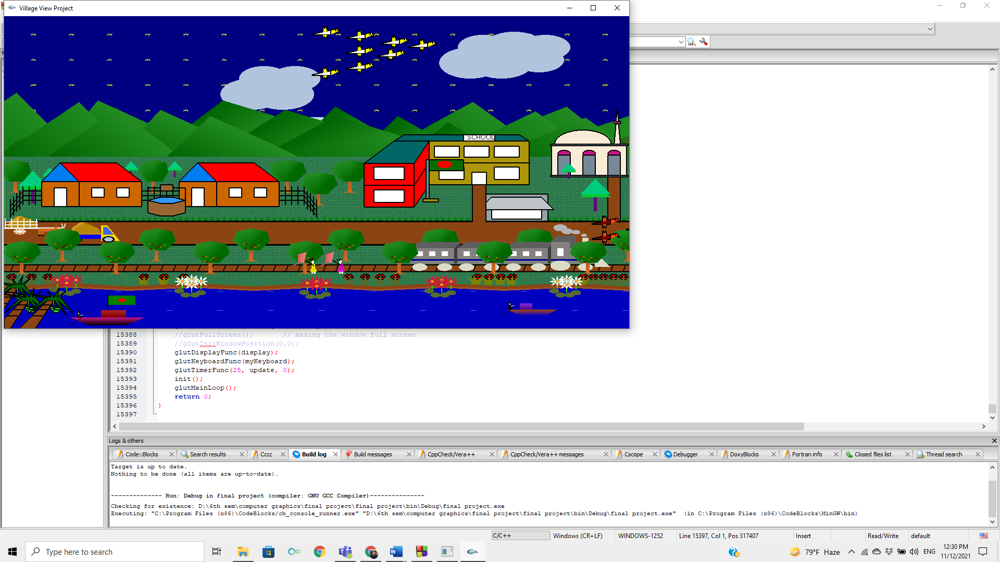 Village View Project
SCHOOL
15388 //glutFullScreen(); // making the window full screen
15389 //glutInitWindowPosition(0,0);
15390 glutDisplayFunc(display);
15391 glutKeyboardFunc(myKeyboard);
15392 glutTimerFunc(25, update, 0);
15393 init();
15394 glutMainLoop();
15395 return 0;
15396 }
15397
Logs & others
Code::Blocks Search results Cccc Build log Build messages CppCheck/Vera++ CppCheck/Vera++ messages Cscope Debugger DoxyBlocks Fortran info Closed files list Thread search
Target is up to date.
Nothing to be done (all items are up-to-date).
-------------- Run: Debug in final project (compiler: GNU GCC Compiler)---------------
Checking for existence: D:\6th sem\computer graphics\final project\final project\bin\Debug\final project.exe
Executing: "C:\Program Files (x86)\CodeBlocks/cb_console_runner.exe" "D:\6th sem\computer graphics\final project\final project\bin\Debug\final project.exe" (in C:\Program Files (x86)\CodeBlocks\MinGW\bin)
C/C++ Windows (CR+LF) WINDOWS-1252 Line 15397, Col 1, Pos 317407 Insert Read/Write default
Type here to search
79°F Haze ENG 12:30 PM
11/12/2021